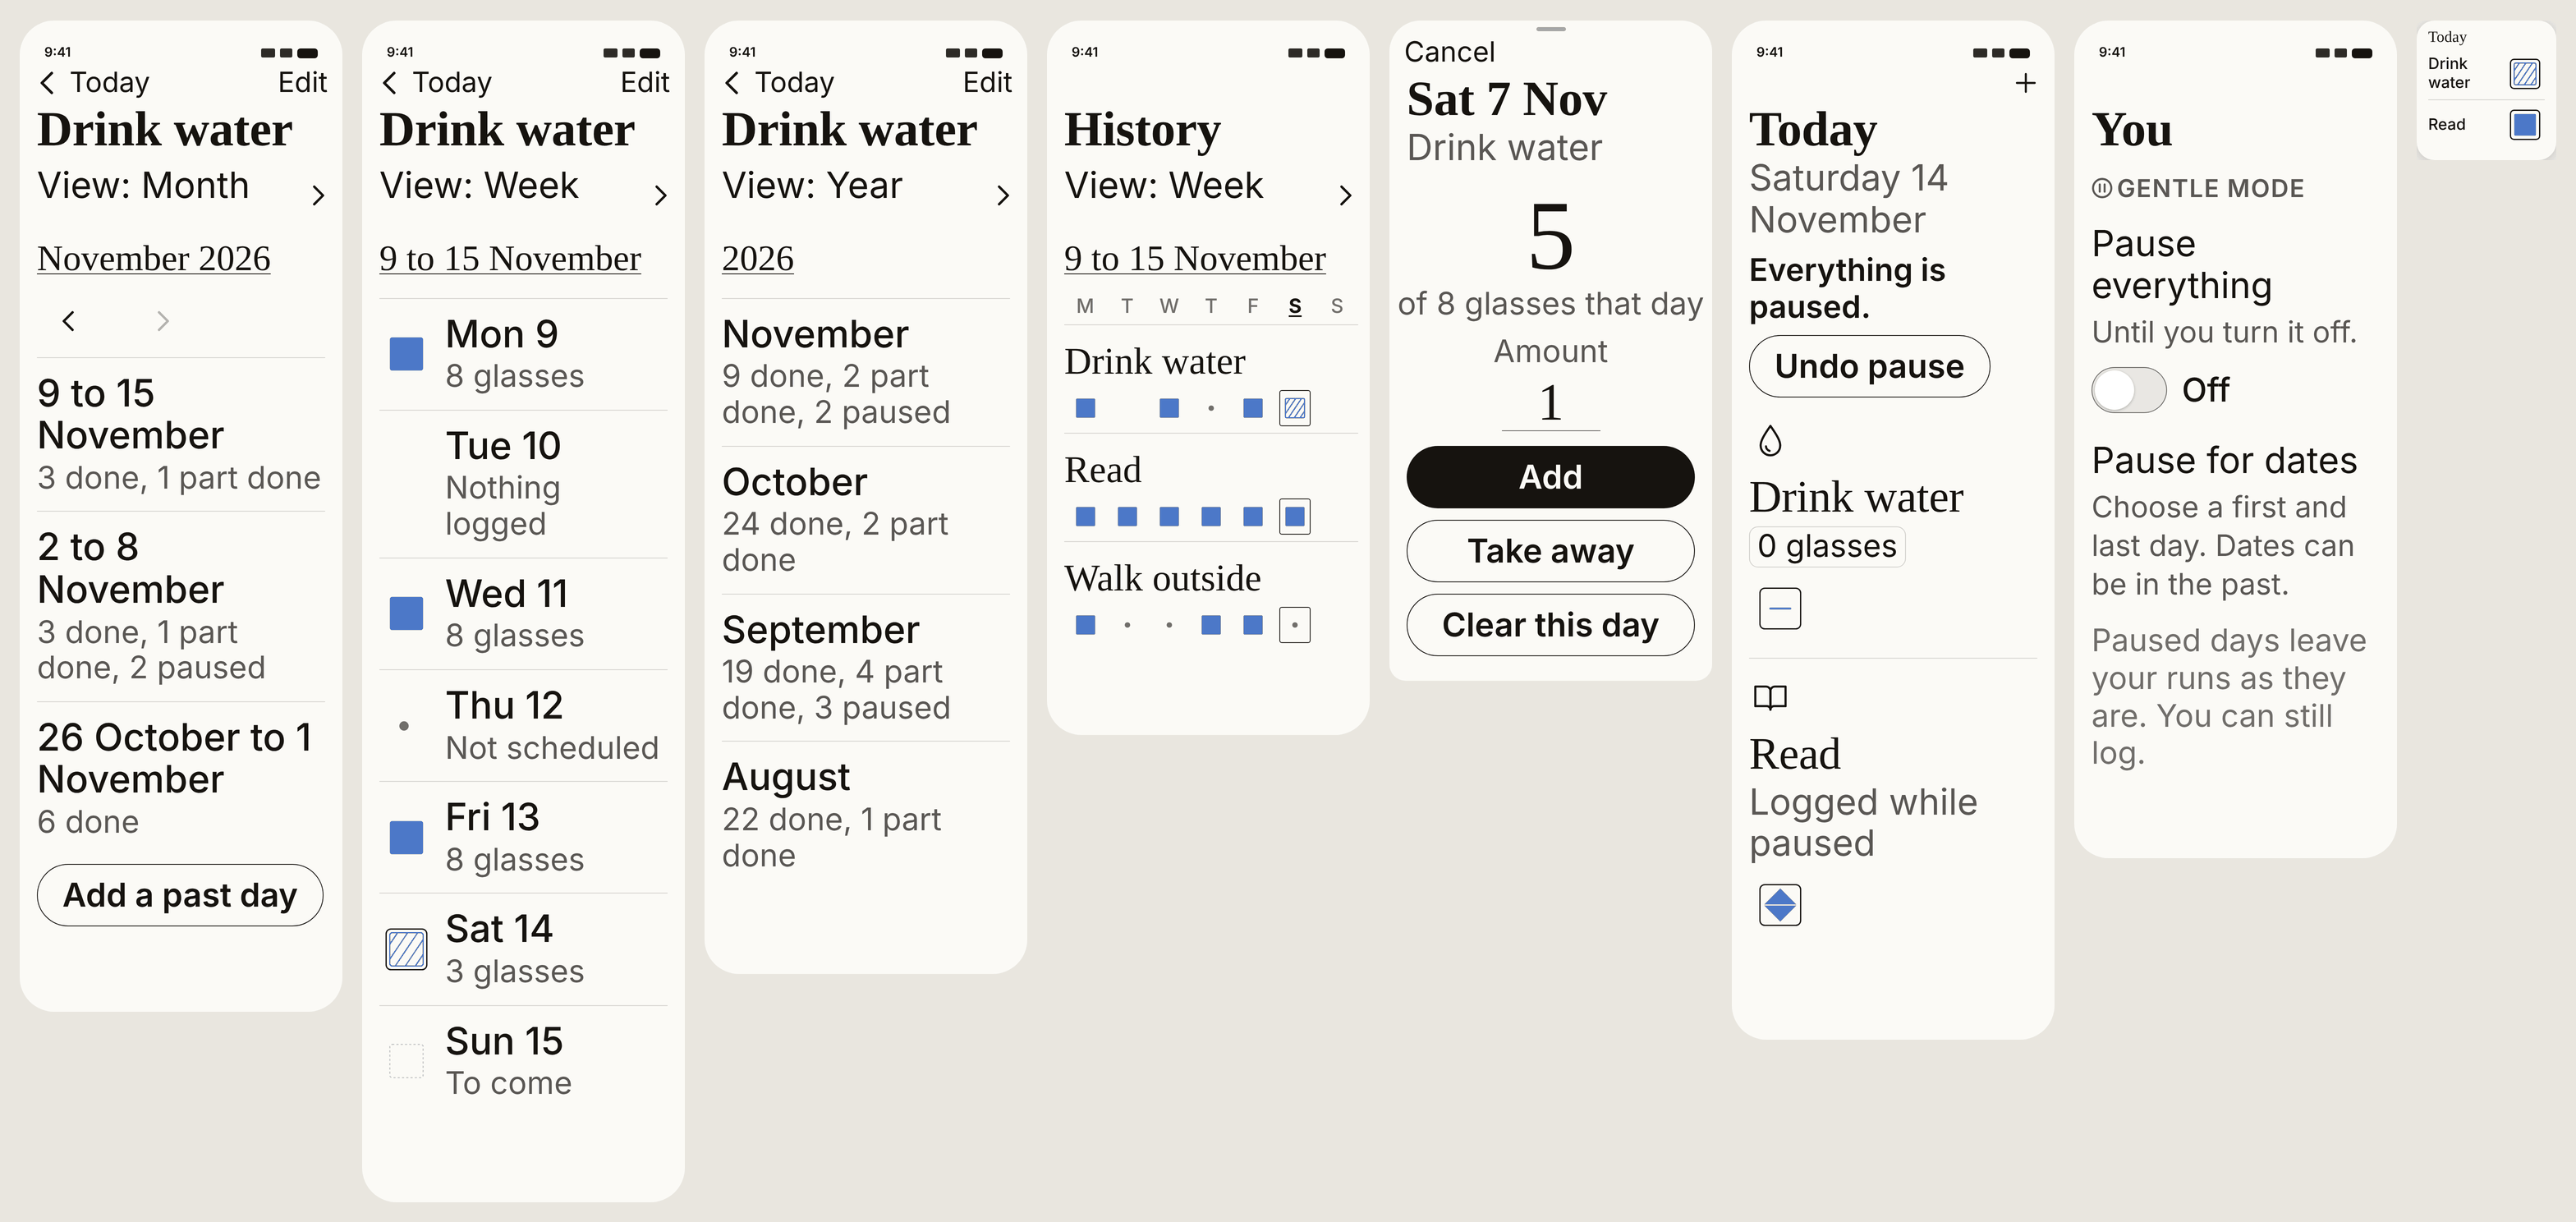 9:41
Today
Edit
Drink water
View: Month
November 2026
9 to 15
November
3 done, 1 part done
2 to 8
November
3 done, 1 part
done, 2 paused
26 October to 1
November
6 done
Add a past day
9:41
Today
Edit
Drink water
View: Week
9 to 15 November
Mon 9
8 glasses
Tue 10
Nothing
logged
Wed 11
8 glasses
Thu 12
Not scheduled
Fri 13
8 glasses
Sat 14
3 glasses
Sun 15
To come
9:41
Today
Edit
Drink water
View: Year
2026
November
9 done, 2 part
done, 2 paused
October
24 done, 2 part
done
September
19 done, 4 part
done, 3 paused
August
22 done, 1 part
done
9:41
History
View: Week
9 to 15 November
M T W T F S S
Drink water
Read
Walk outside
Cancel
Sat 7 Nov
Drink water
5
of 8 glasses that day
Amount
1
Add
Take away
Clear this day
9:41
Today
Saturday 14
November
Everything is
paused.
Undo pause
Drink water
0 glasses
Read
Logged while
paused
9:41
You
GENTLE MODE
Pause
everything
Until you turn it off.
Off
Pause for dates
Choose a first and
last day. Dates can
be in the past.
Paused days leave
your runs as they
are. You can still
log.
Today
Drink
water
Read